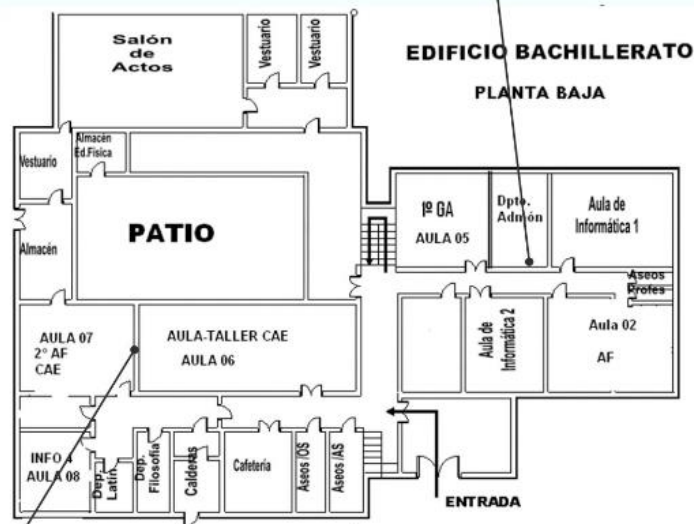 EDIFICIO BACHILLERATO
PLANTA BAJA
Salón
de
Actos
Vestuario
Vestuario
Vestuario
Almacén
Ed.Física
Almacén
PATIO
1º GA
AULA 05
Dpto.
Admón
Aula de
Informática 1
Aseos
Profes
AULA 07
2º AF
CAE
AULA-TALLER CAE
AULA 06
Aula de
Informática 2
Aula 02
AF
INFO 4
AULA 08
Dep.
Latín
Dep.
Filosofía
Calderas
Cafetería
Aseos /OS
Aseos /AS
ENTRADA